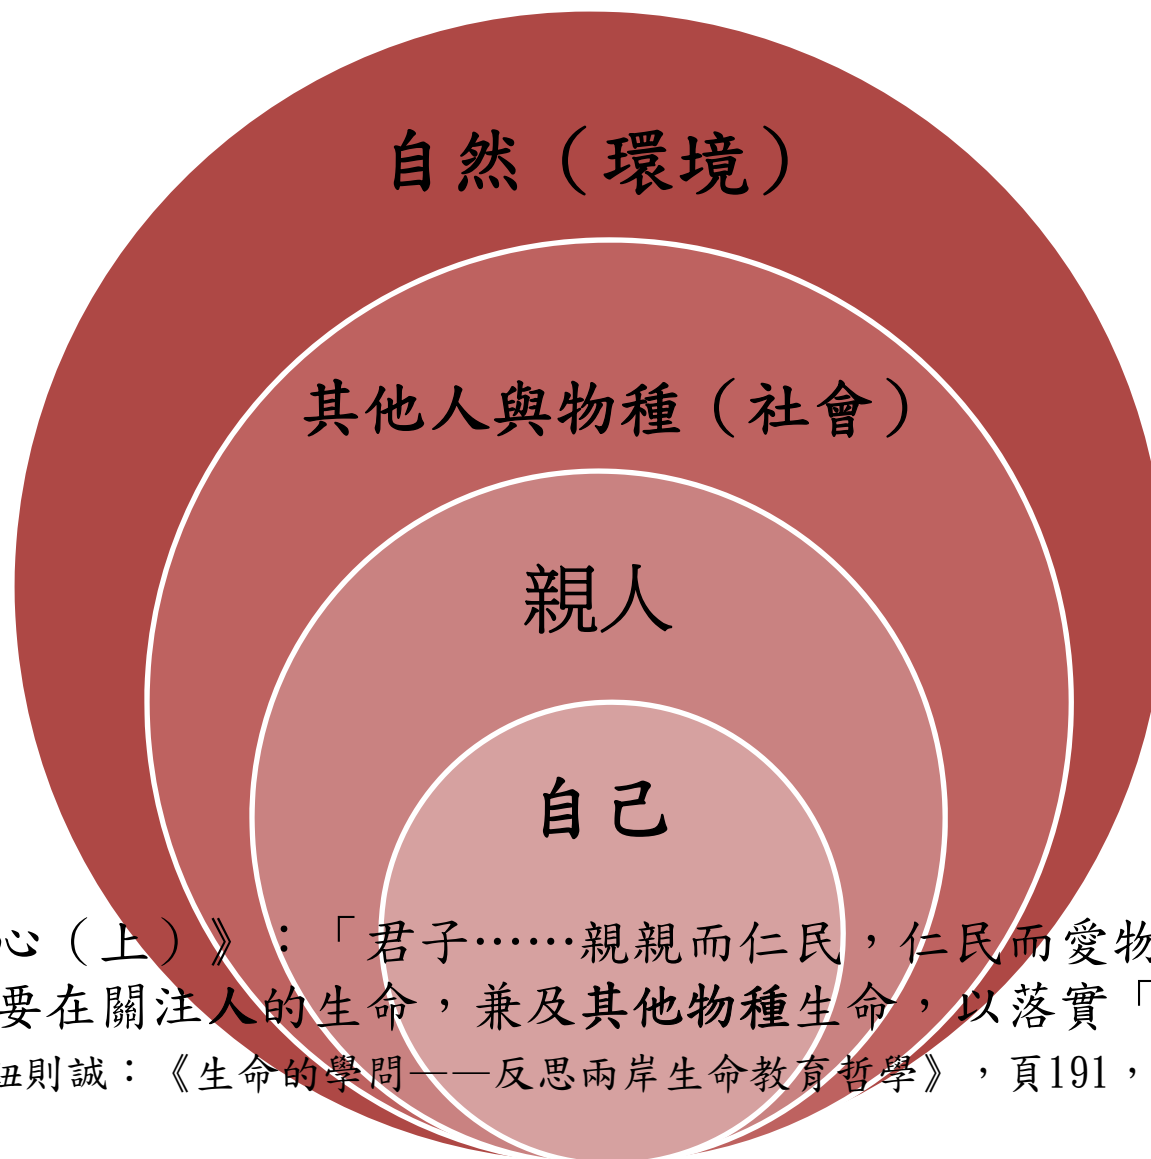 自然（環境）
其他人與物種（社會）
親人
自己
心（上）》：「君子……親親而仁民，仁民而愛物
要在關注人的生命，兼及其他物種生命，以落實「
鈕則誠：《生命的學問——反思兩岸生命教育哲學》，頁191，